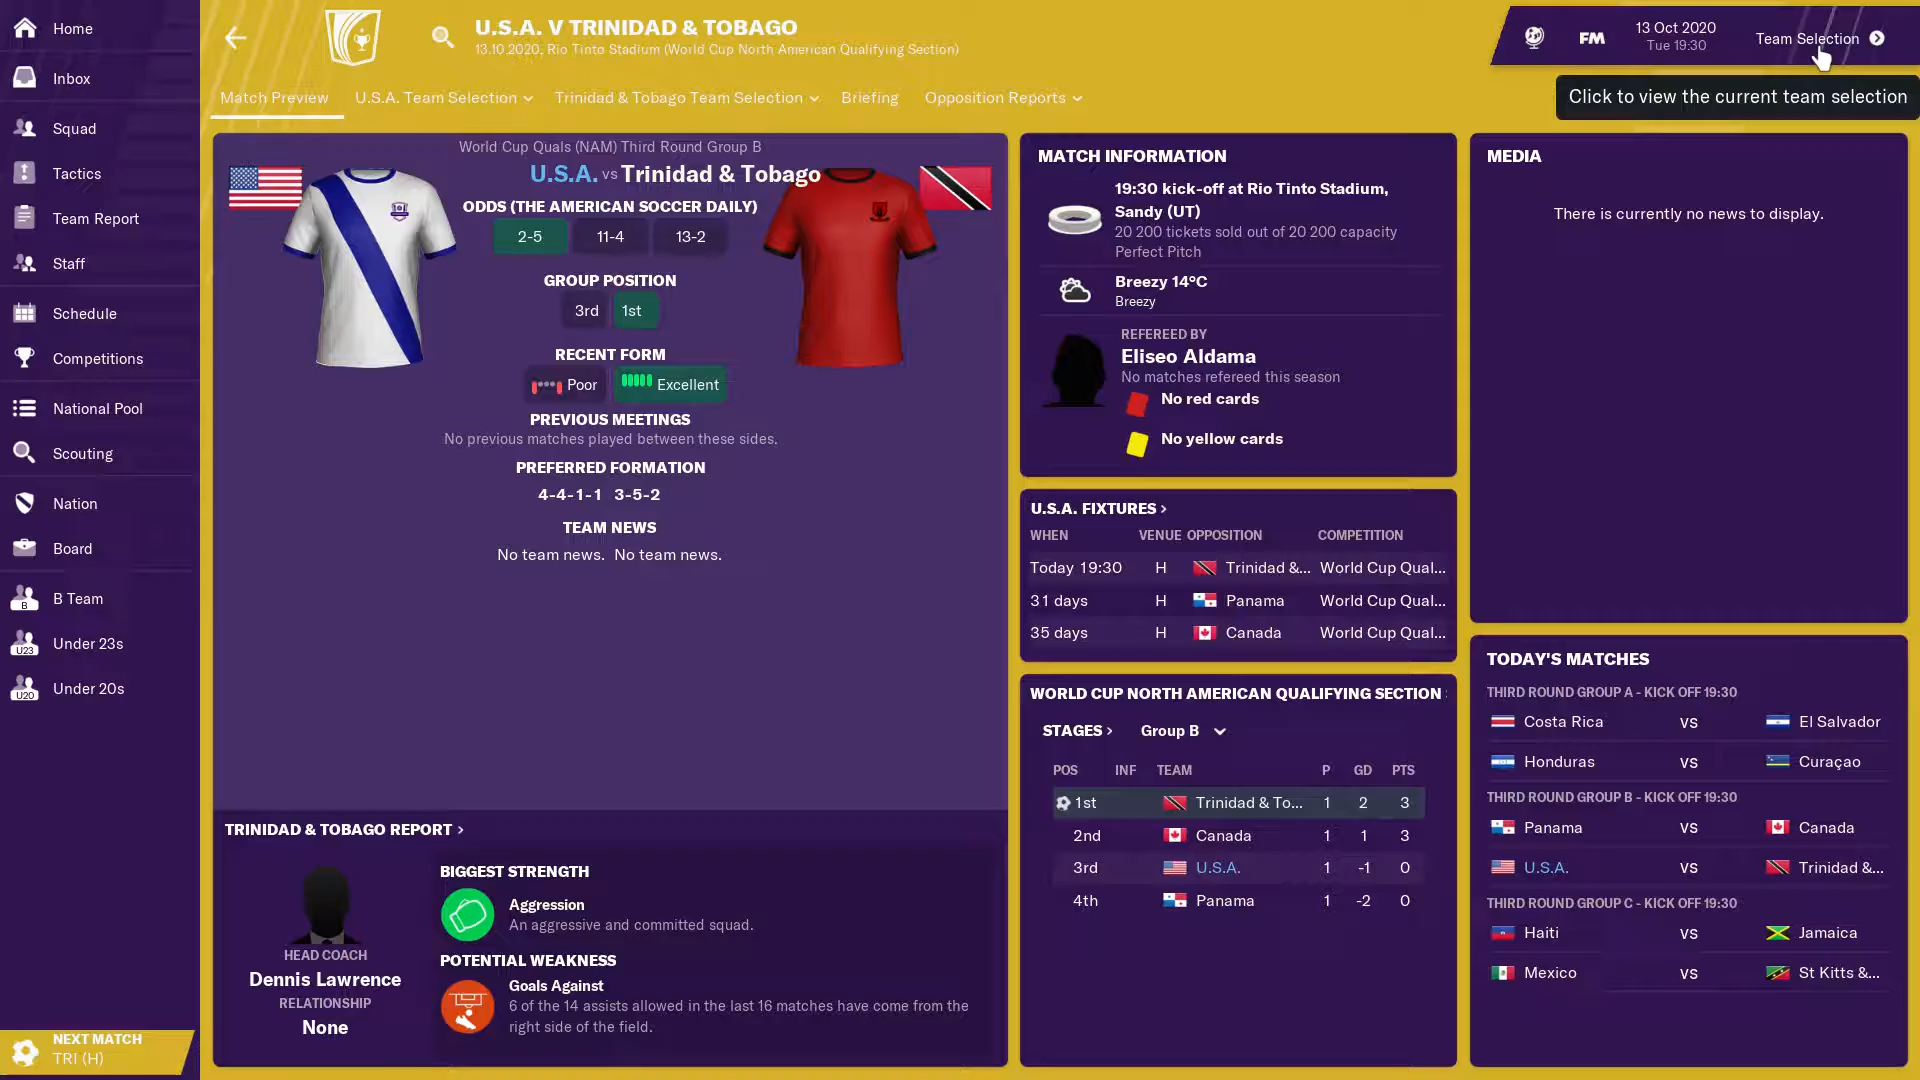 Home
Inbox
Squad
Tactics
Team Report
Staff
Schedule
Competitions
National Pool
Scouting
Nation
Board
B
B Team
U23
Under 23s
U20
Under 20s
NEXT MATCH
TRI (H)
U.S.A. V TRINIDAD & TOBAGO
13.10.2020, Rio Tinto Stadium (World Cup North American Qualifying Section)
FM
13 Oct 2020
Tue 19:30
Team Selection
Click to view the current team selection
Match Preview
U.S.A. Team Selection
Trinidad & Tobago Team Selection
Briefing
Opposition Reports
World Cup Quals (NAM) Third Round Group B
U.S.A. vs Trinidad & Tobago
ODDS (THE AMERICAN SOCCER DAILY)
2-5 11-4 13-2
GROUP POSITION
3rd 1st
RECENT FORM
Poor Excellent
PREVIOUS MEETINGS
No previous matches played between these sides.
PREFERRED FORMATION
4-4-1-1 3-5-2
TEAM NEWS
No team news. No team news.
TRINIDAD & TOBAGO REPORT >
HEAD COACH
Dennis Lawrence
RELATIONSHIP
None
BIGGEST STRENGTH
Aggression
An aggressive and committed squad.
POTENTIAL WEAKNESS
Goals Against
6 of the 14 assists allowed in the last 16 matches have come from the
right side of the field.
MATCH INFORMATION
19:30 kick-off at Rio Tinto Stadium,
Sandy (UT)
20 200 tickets sold out of 20 200 capacity
Perfect Pitch
Breezy 14°C
Breezy
REFEREED BY
Eliseo Aldama
No matches refereed this season
No red cards
No yellow cards
U.S.A. FIXTURES >
WHEN VENUE OPPOSITION COMPETITION
Today 19:30 H Trinidad &... World Cup Qual...
31 days H Panama World Cup Qual...
35 days H Canada World Cup Qual...
WORLD CUP NORTH AMERICAN QUALIFYING SECTION
STAGES > Group B
POS INF TEAM P GD PTS
1st Trinidad & To... 1 2 3
2nd Canada 1 1 3
3rd U.S.A. 1 -1 0
4th Panama 1 -2 0
MEDIA
There is currently no news to display.
TODAY'S MATCHES
THIRD ROUND GROUP A - KICK OFF 19:30
Costa Rica vs El Salvador
Honduras vs Curaçao
THIRD ROUND GROUP B - KICK OFF 19:30
Panama vs Canada
U.S.A. vs Trinidad &...
THIRD ROUND GROUP C - KICK OFF 19:30
Haiti vs Jamaica
Mexico vs St Kitts &...